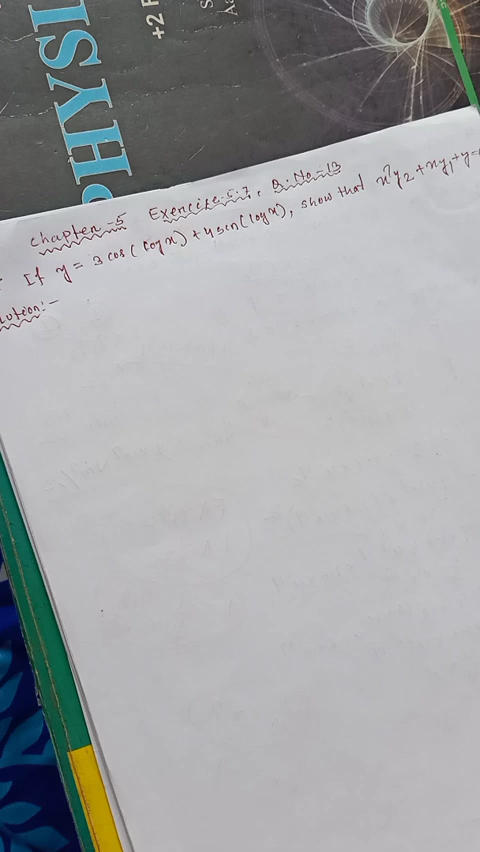 PHYSI
+2
Chapter-5 Exercise-5.7, Q.No-13
If y = 3 cos(log x) + 4 sin(log x), show that x²y₂ + xy₁ + y =
lution:-